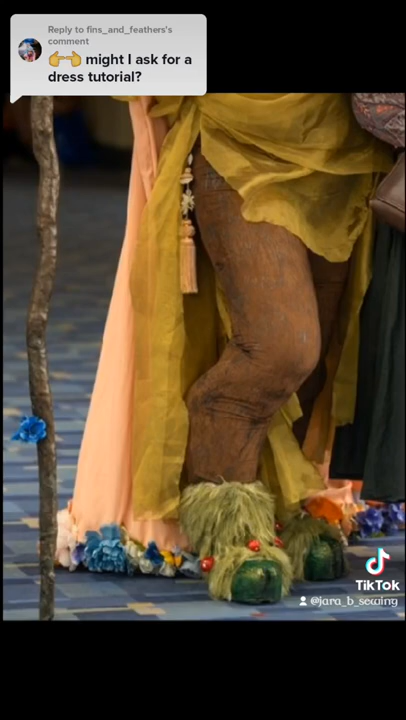 Reply to fins_and_feathers's
comment
👉👈 might I ask for a
dress tutorial?
TikTok
@jara_b_sewing